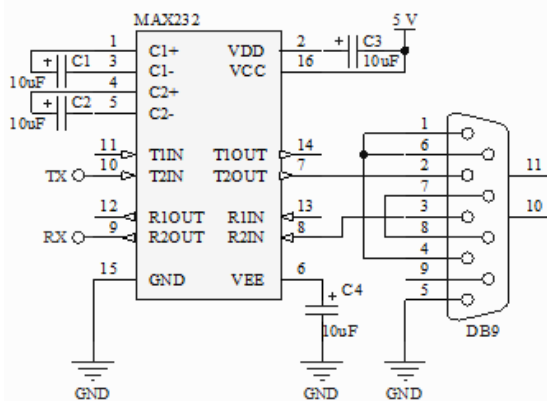 MAX232
5 V
1 C1+ VDD 2 C3
3 C1- VCC 16 10uF
C1
10uF
4 C2+
5 C2-
C2
10uF
11 T1IN T1OUT 14
TX 10 T2IN T2OUT 7
12 R1OUT R1IN 13
RX 9 R2OUT R2IN 8
15 GND VEE 6
C4
10uF
1
6
2
7
3
8
4
9
5
11
10
DB9
GND GND GND